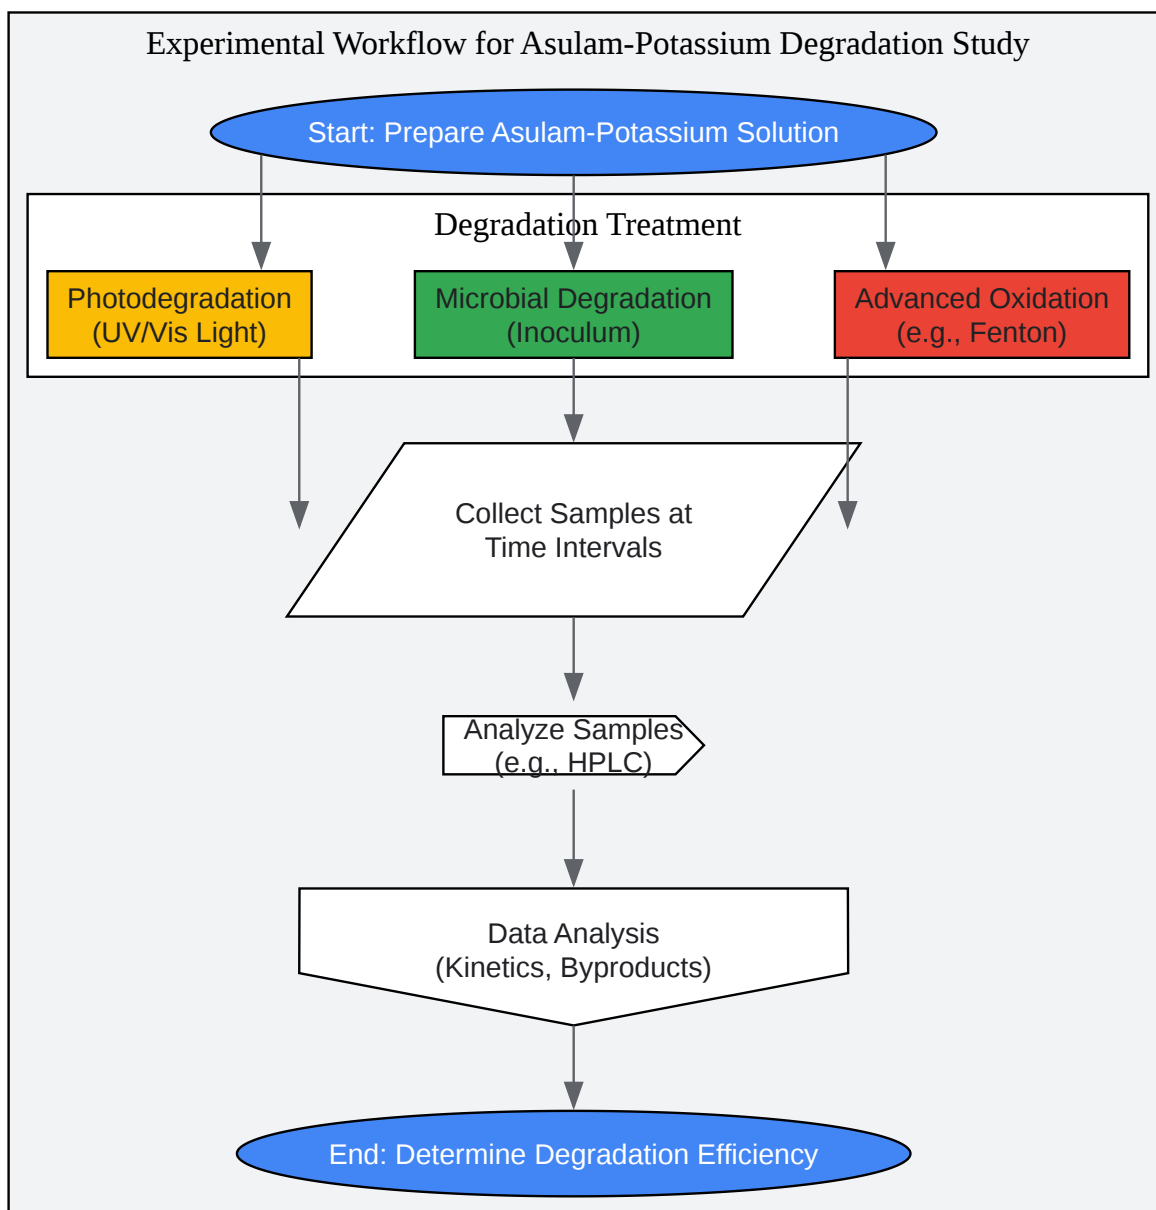 Experimental Workflow for Asulam-Potassium Degradation Study
Start: Prepare Asulam-Potassium Solution
Degradation Treatment
Photodegradation
(UV/Vis Light)
Microbial Degradation
(Inoculum)
Advanced Oxidation
(e.g., Fenton)
Collect Samples at
Time Intervals
Analyze Samples
(e.g., HPLC)
Data Analysis
(Kinetics, Byproducts)
End: Determine Degradation Efficiency